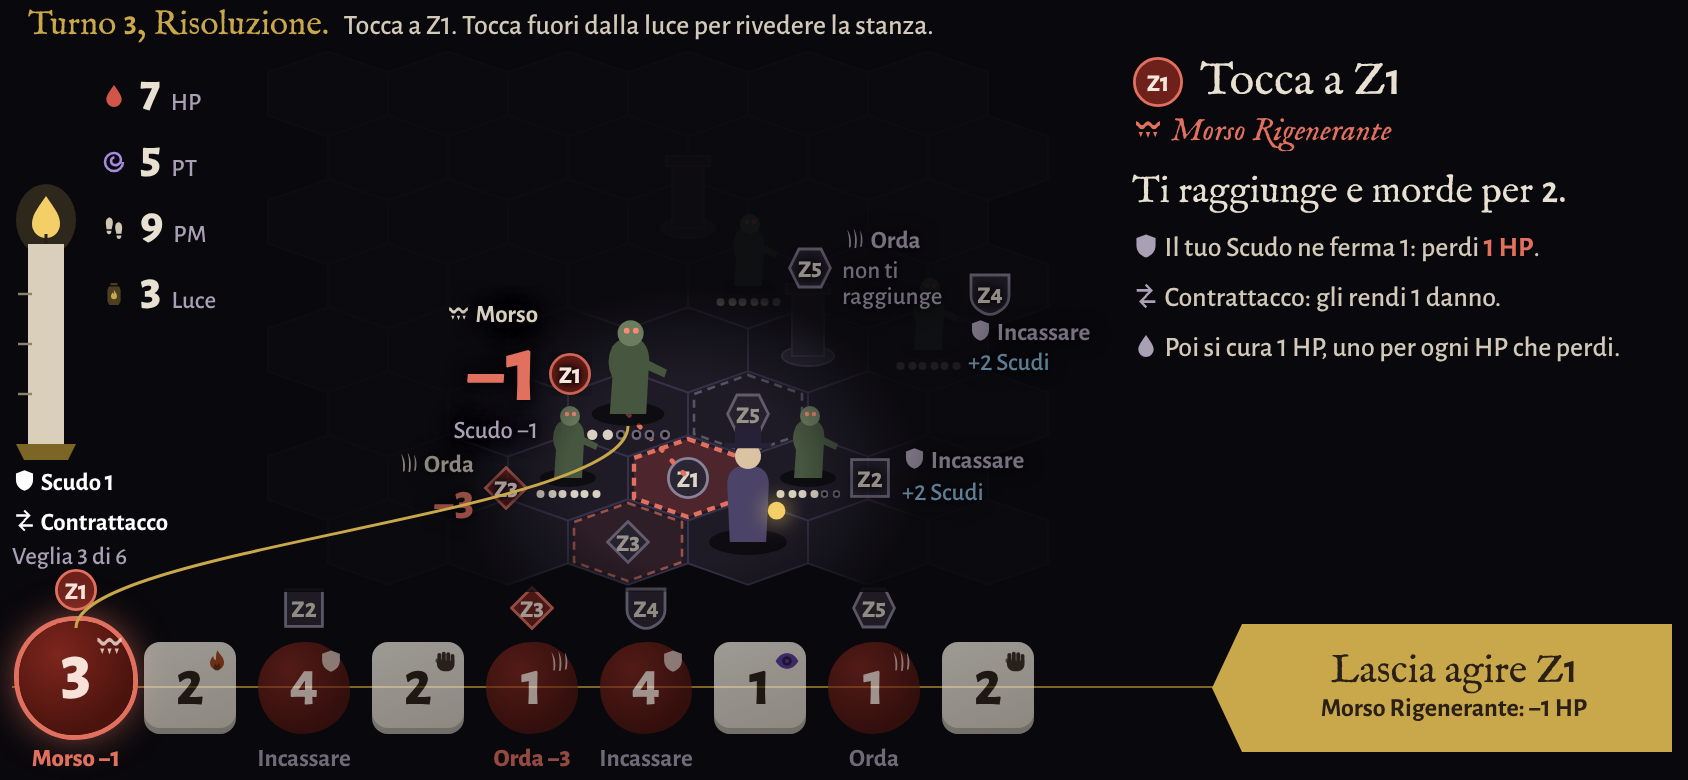 Turno 3, Risoluzione. Tocca a Z1. Tocca fuori dalla luce per rivedere la stanza.
7 HP
5 PT
9 PM
3 Luce
Scudo 1
Contrattacco
Veglia 3 di 6
Morso
–1
Z1
Scudo –1
Orda
–3
Z3
Z1
Z3
Z5
Z5
Orda
non ti
raggiunge
Z4
Incassare
+2 Scudi
Z2
Incassare
+2 Scudi
Z1 Tocca a Z1
Morso Rigenerante
Ti raggiunge e morde per 2.
Il tuo Scudo ne ferma 1: perdi 1 HP.
Contrattacco: gli rendi 1 danno.
Poi si cura 1 HP, uno per ogni HP che perdi.
Z1 Z2 Z3 Z4 Z5
3 2 4 2 1 4 1 1 2
Morso –1 Incassare Orda –3 Incassare Orda
Lascia agire Z1
Morso Rigenerante: –1 HP